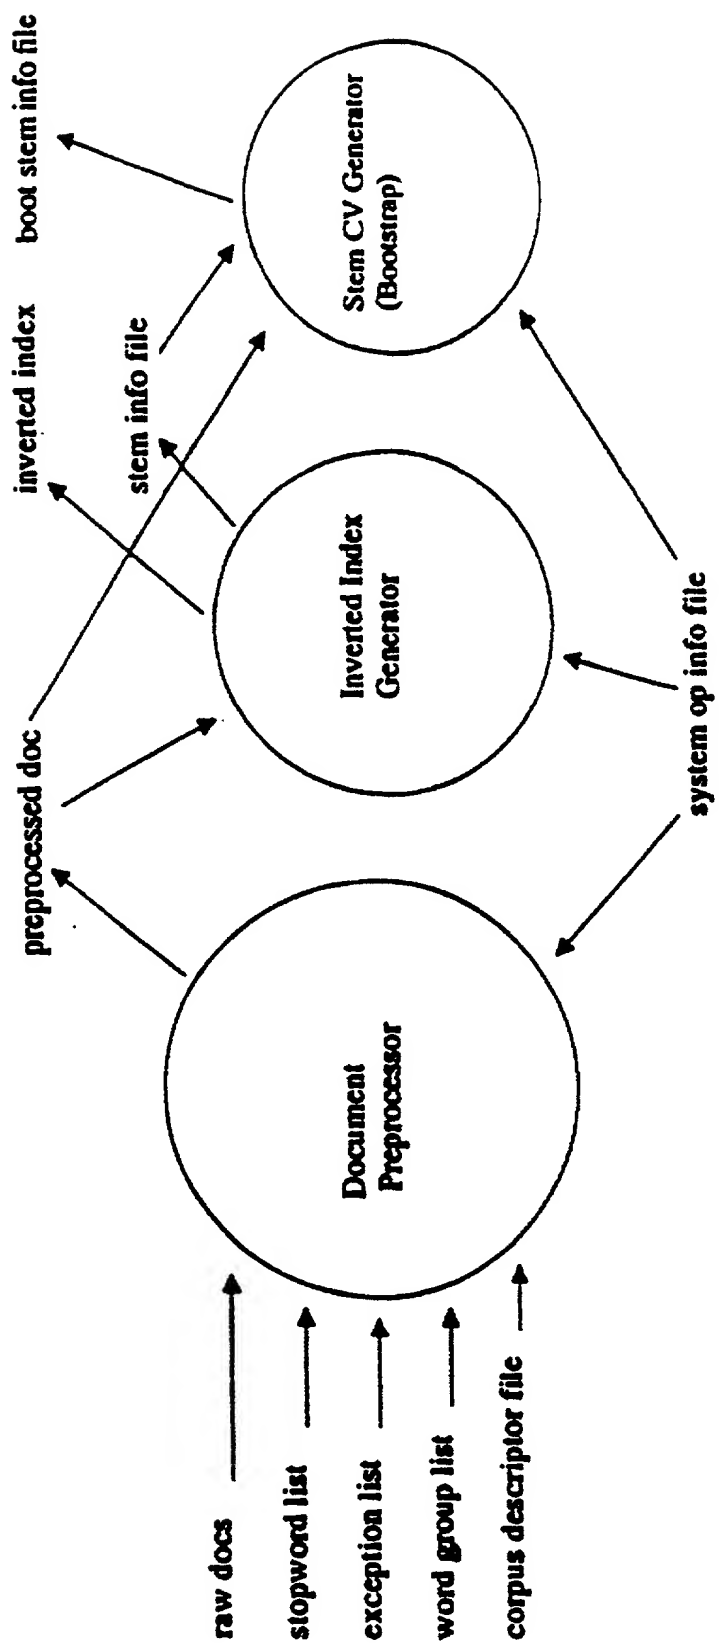 raw docs
stopword list
exception list
word group list
corpus descriptor file
Document
Preprocessor
preprocessed doc
Inverted Index
Generator
inverted index
stem info file
Stem CV Generator
(Bootstrap)
boot stem info file
system op info file